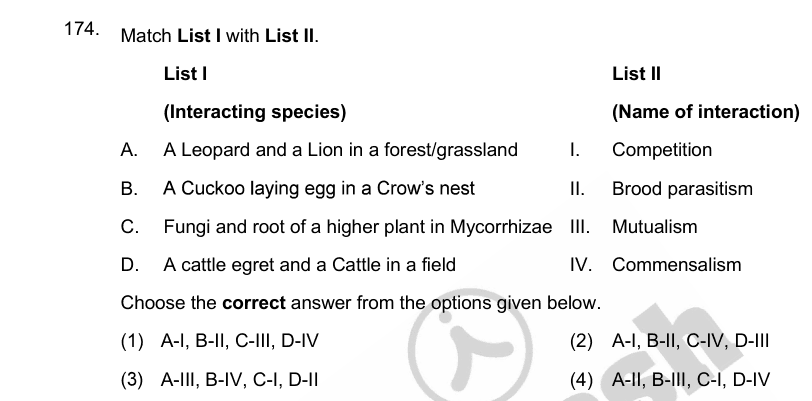 174. Match List I with List II.
List I List II
(Interacting species) (Name of interaction)
A. A Leopard and a Lion in a forest/grassland I. Competition
B. A Cuckoo laying egg in a Crow's nest II. Brood parasitism
C. Fungi and root of a higher plant in Mycorrhizae III. Mutualism
D. A cattle egret and a Cattle in a field IV. Commensalism
Choose the correct answer from the options given below.
(1) A-I, B-II, C-III, D-IV (2) A-I, B-II, C-IV, D-III
(3) A-III, B-IV, C-I, D-II (4) A-II, B-III, C-I, D-IV